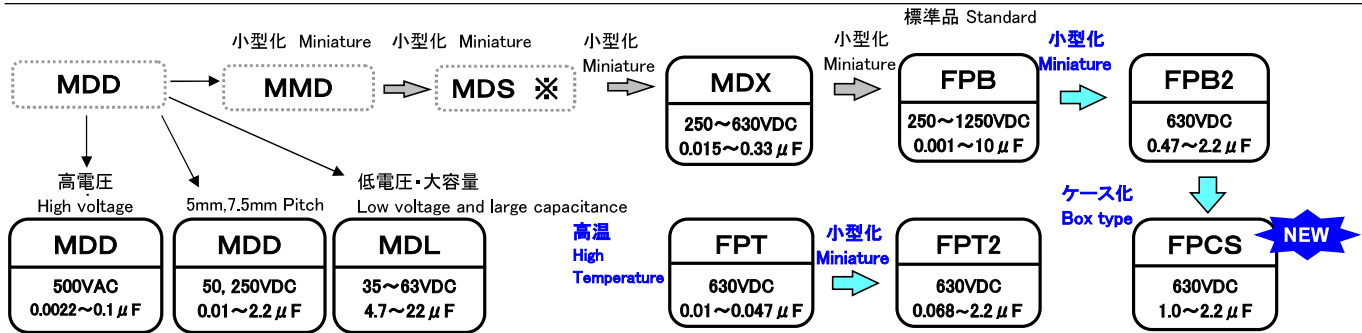 標準品 Standard
小型化 Miniature
小型化 Miniature
小型化
Miniature
小型化
Miniature
小型化
Miniature
MDD
MMD
MDS ※
MDX
250～630VDC
0.015～0.33μF
FPB
250～1250VDC
0.001～10μF
FPB2
630VDC
0.47～2.2μF
高電圧
High voltage
5mm,7.5mm Pitch
低電圧・大容量
Low voltage and large capacitance
ケース化
Box type
MDD
500VAC
0.0022～0.1μF
MDD
50, 250VDC
0.01～2.2μF
MDL
35～63VDC
4.7～22μF
高温
High
Temperature
FPT
630VDC
0.01～0.047μF
小型化
Miniature
FPT2
630VDC
0.068～2.2μF
FPCS
630VDC
1.0～2.2μF
NEW